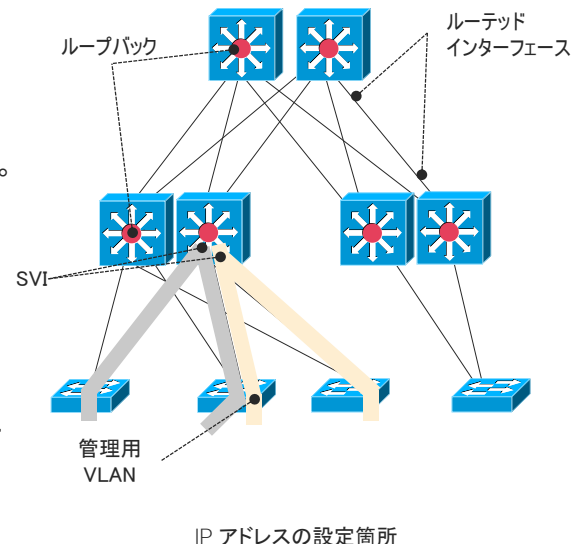 ループバック
ルーテッド
インターフェース
。
SVI
.
管理用
VLAN
IP アドレスの設定箇所